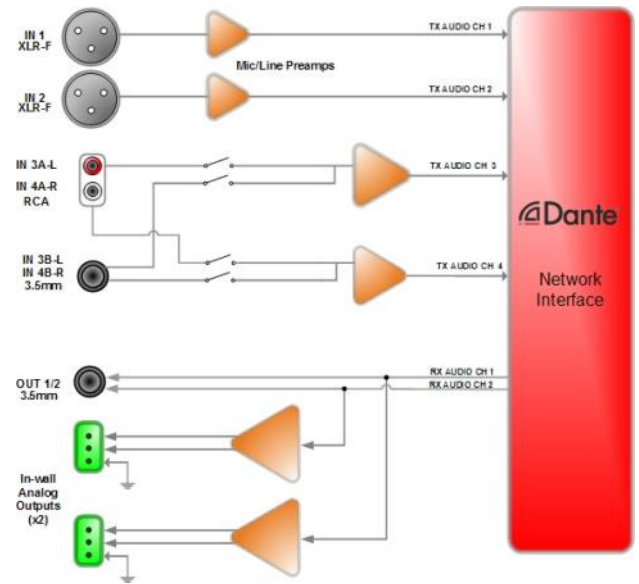 IN 1
XLR-F
TX AUDIO CH 1
Mic/Line Preamps
IN 2
XLR-F
TX AUDIO CH 2
IN 3A-L
TX AUDIO CH 3
IN 4A-R
RCA
Dante
Network
Interface
IN 3B-L
IN 4B-R
3.5mm
TX AUDIO CH 4
RX AUDIO CH 1
RX AUDIO CH 2
OUT 1/2
3.5mm
In-wall
Analog
Outputs
(x2)